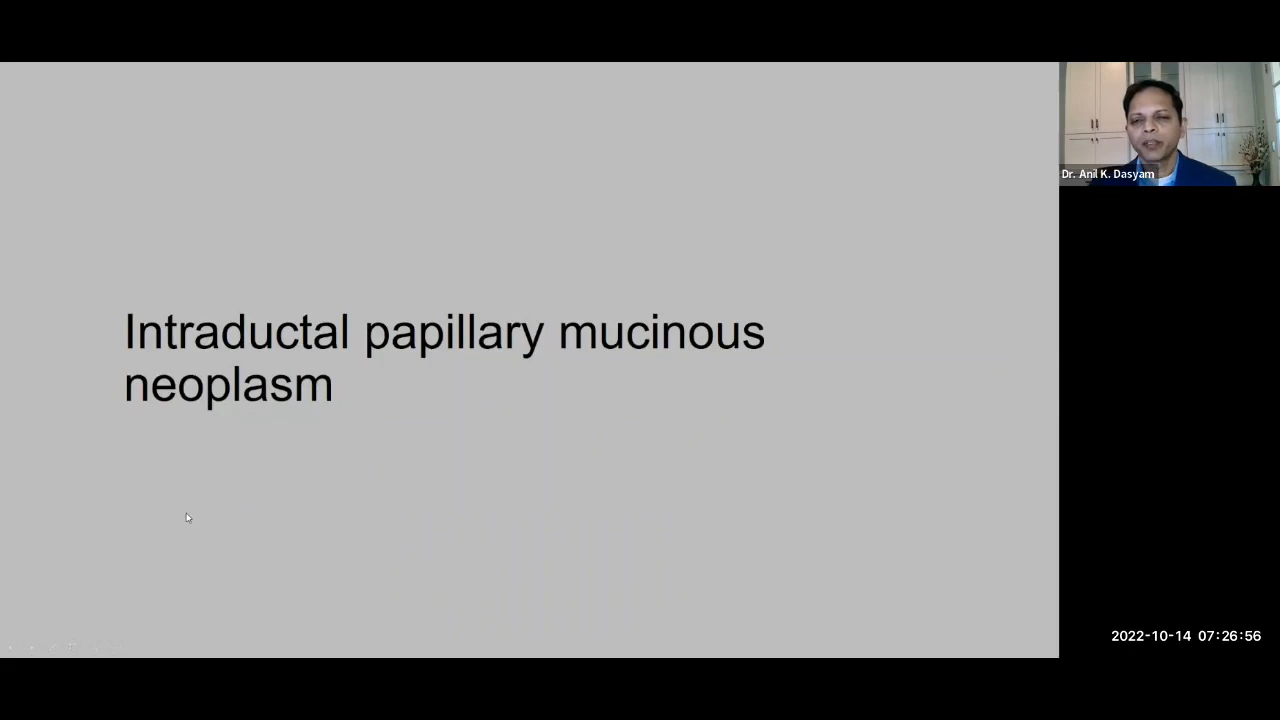 Intraductal papillary mucinous
neoplasm
Dr. Anil K. Dasyam
2022-10-14 07:26:56